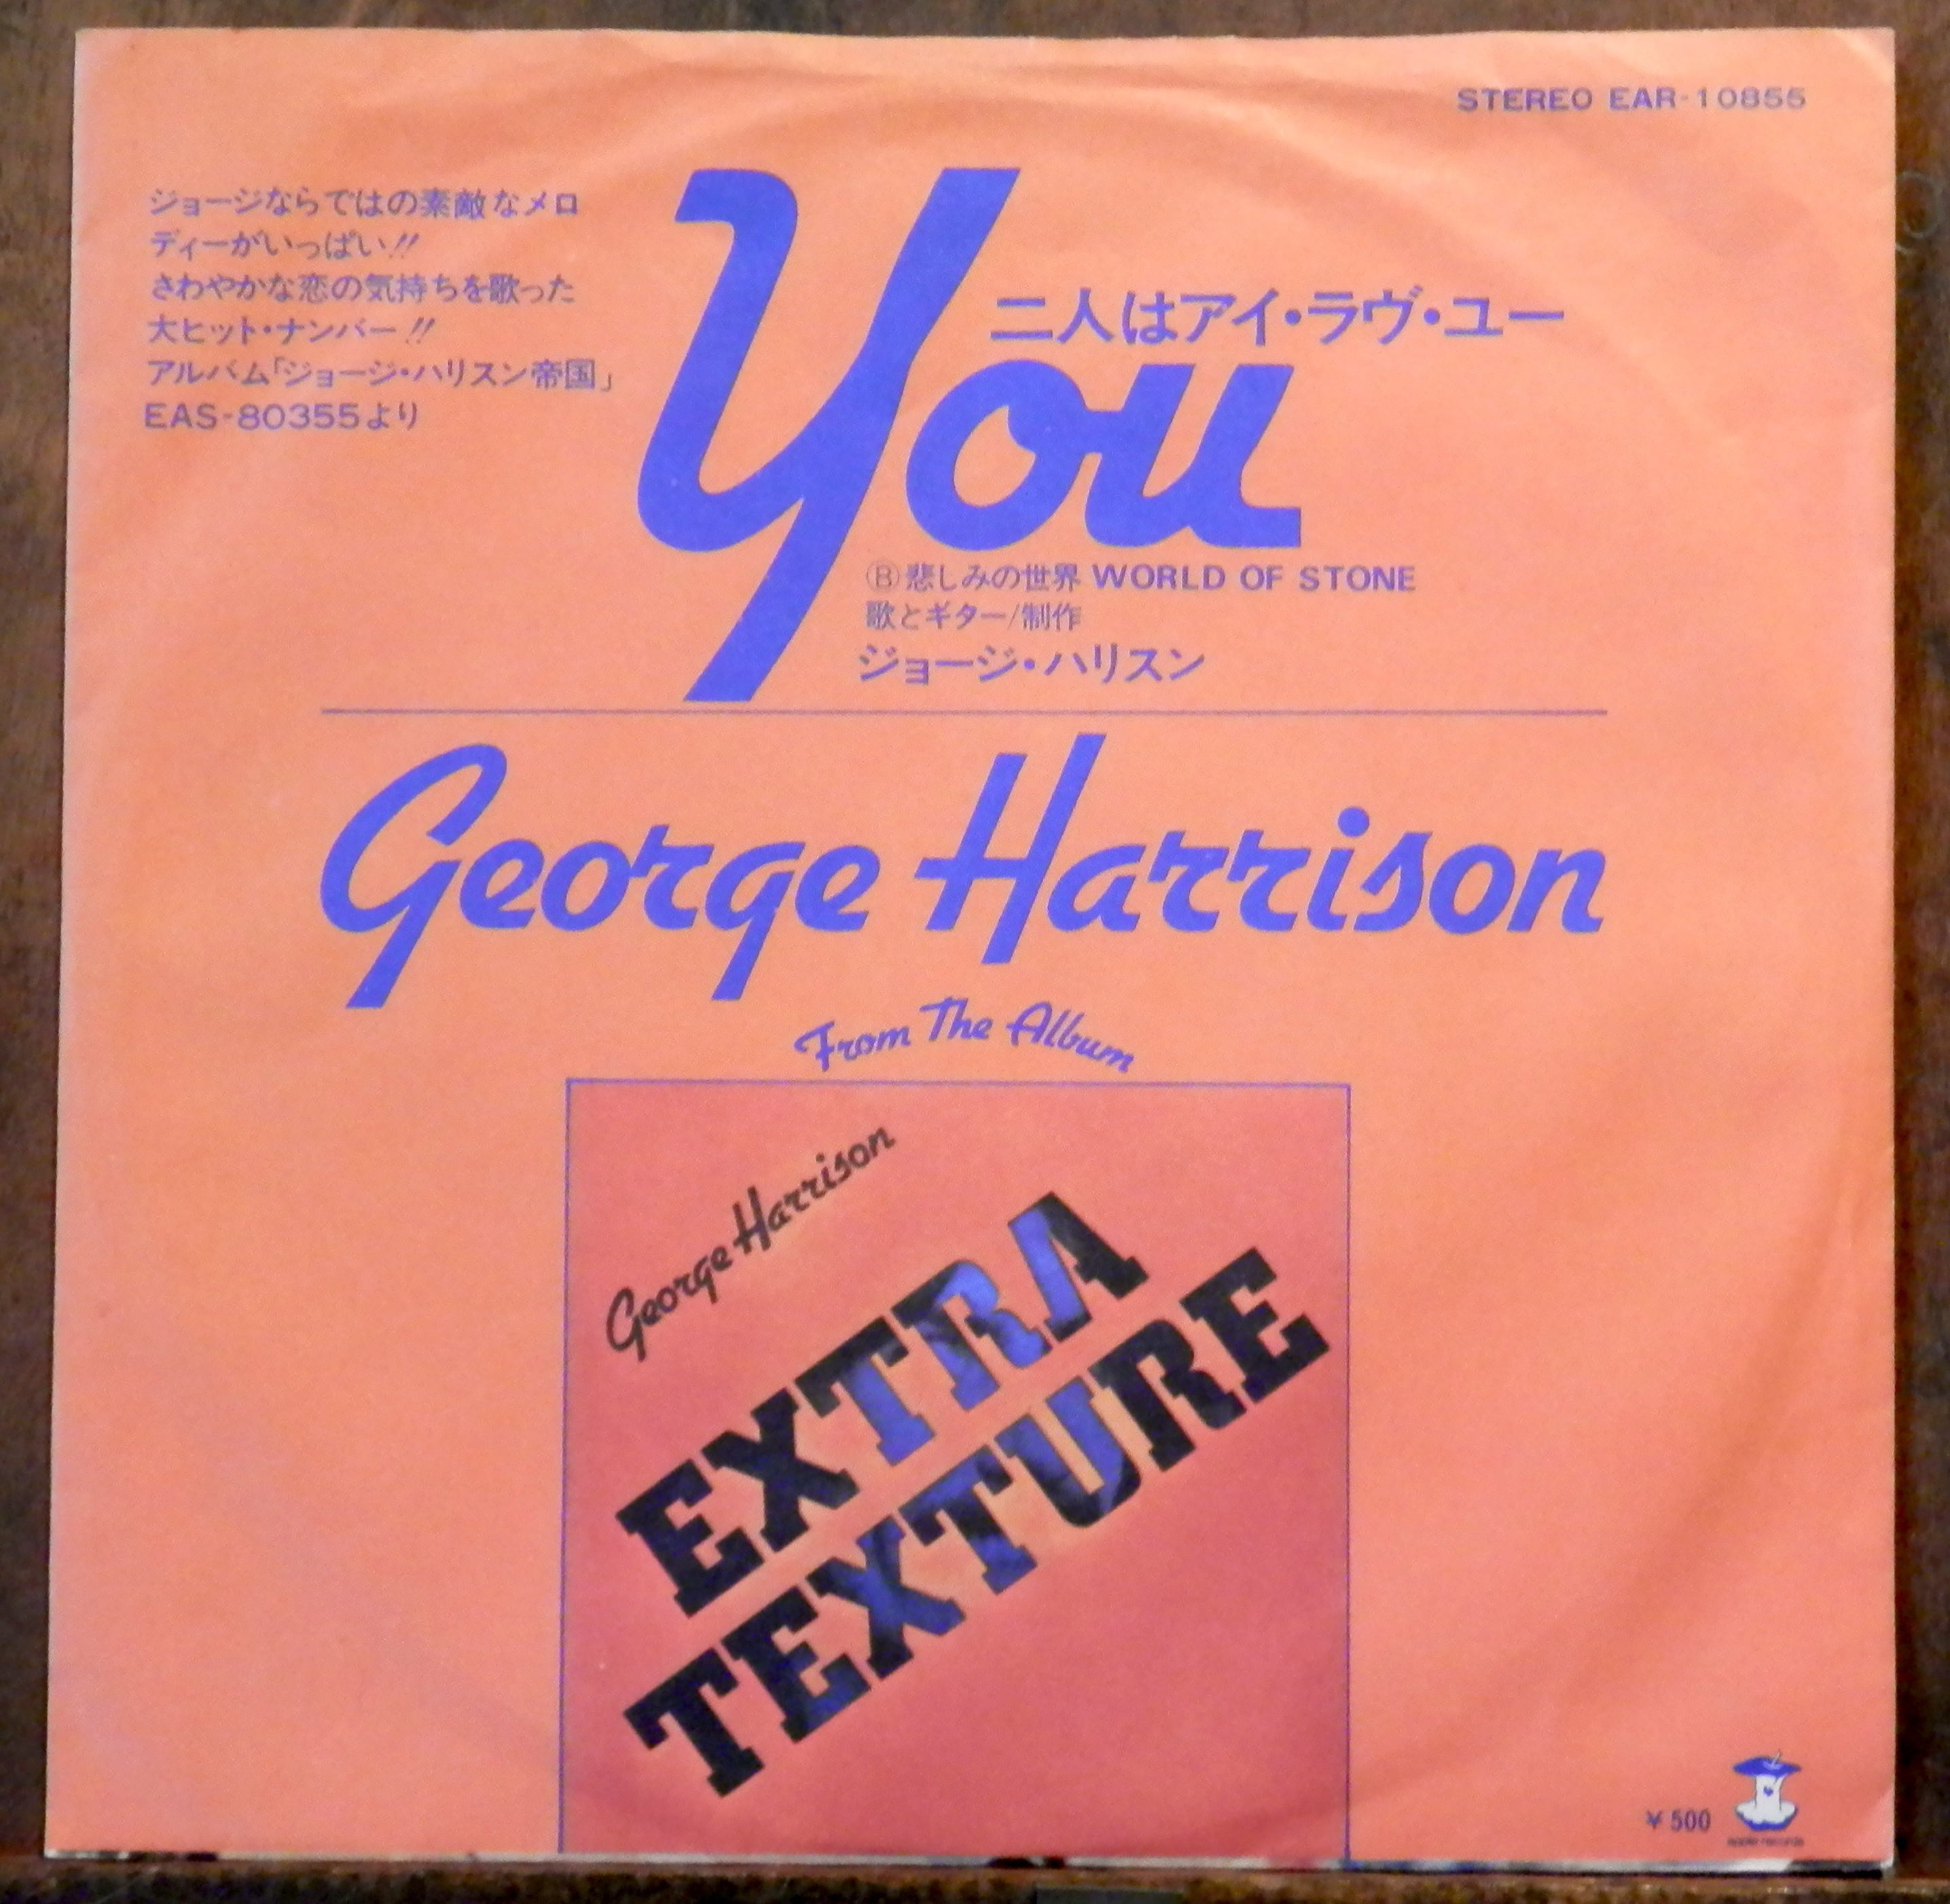 STEREO EAR-10855
ジョージならではの素敵なメロ
ディーがいっぱい!!
さわやかな恋の気持ちを歌った
大ヒット・ナンバー!!
アルバム「ジョージ・ハリスン帝国」
EAS-80355より
二人はアイ・ラヴ・ユー
You
Ⓑ悲しみの世界 WORLD OF STONE
歌とギター/制作
ジョージ・ハリスン
George Harrison
From The Album
George Harrison
EXTRA
TEXTURE
¥500
apple records